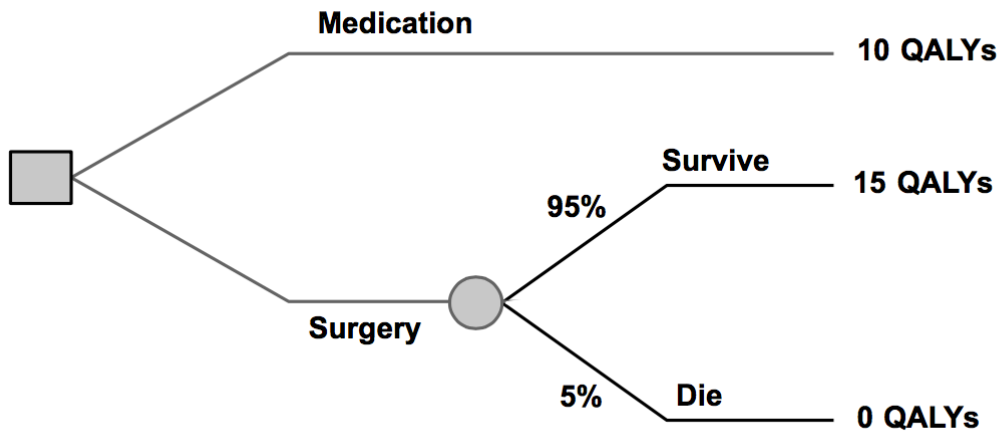 Medication
10 QALYs
Survive
15 QALYs
95%
Surgery
5%
Die
0 QALYs